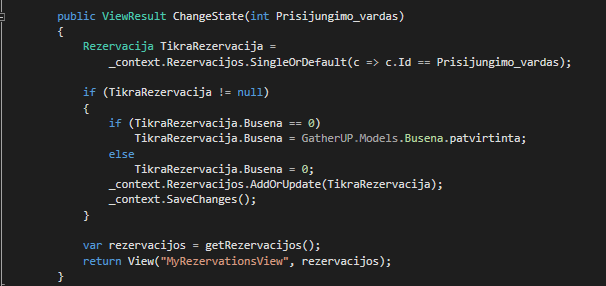 public ViewResult ChangeState(int Prisijungimo_vardas)
{
Rezervacija TikraRezervacija =
_context.Rezervacijos.SingleOrDefault(c => c.Id == Prisijungimo_vardas);
if (TikraRezervacija != null)
{
if (TikraRezervacija.Busena == 0)
TikraRezervacija.Busena = GatherUP.Models.Busena.patvirtinta;
else
TikraRezervacija.Busena = 0;
_context.Rezervacijos.AddOrUpdate(TikraRezervacija);
_context.SaveChanges();
}
var rezervacijos = getRezervacijos();
return View("MyRezervationsView", rezervacijos);
}